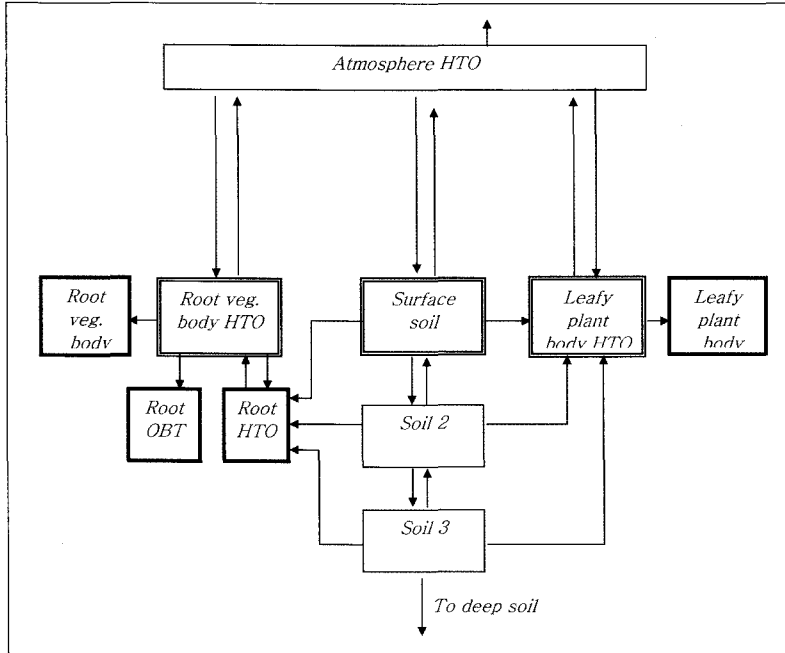 Atmosphere HTO
Root
veg.
body
Root veg.
body HTO
Surface
soil
Leafy
plant
body HTO
Leafy
plant
body
Root
OBT
Root
HTO
Soil 2
Soil 3
To deep soil